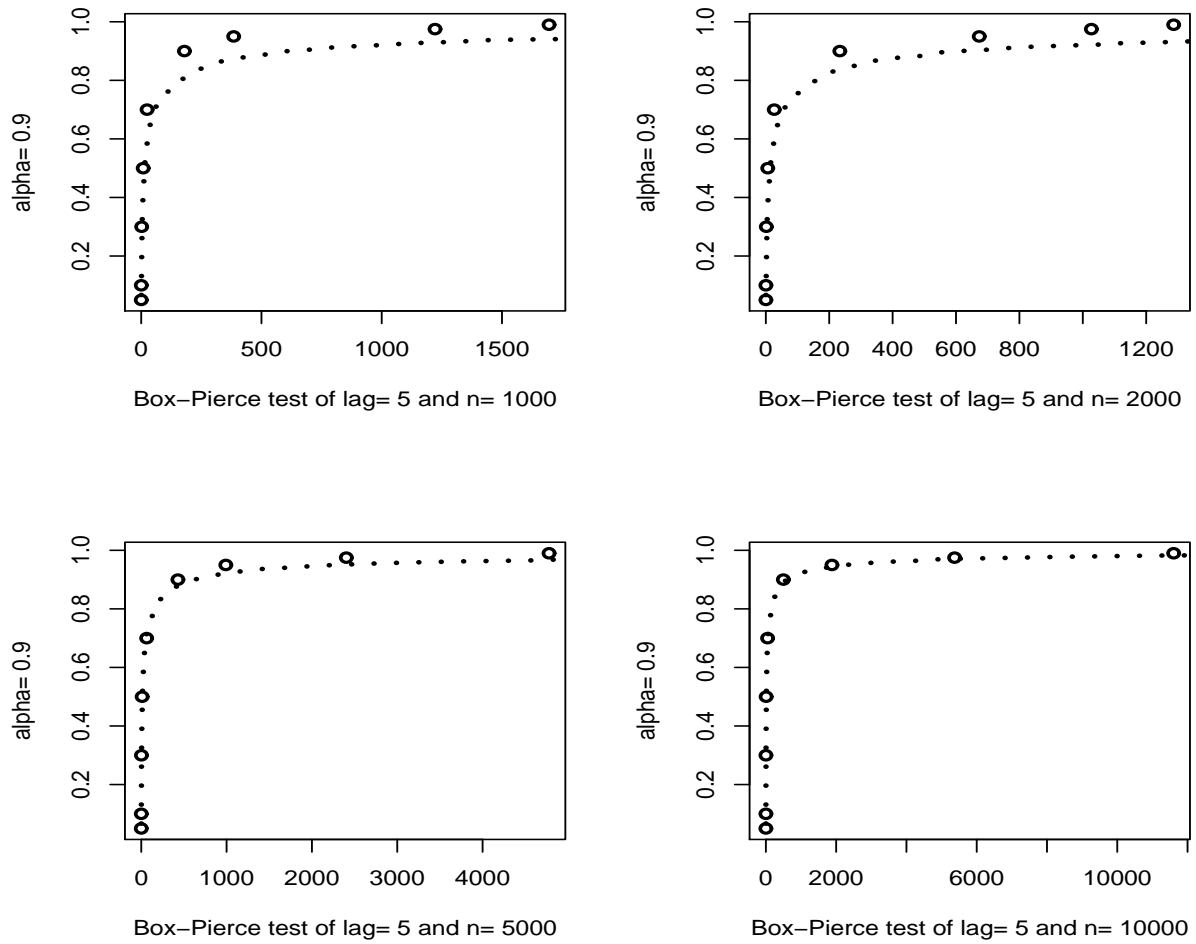 1.0
0.8
0.6
0.4
0.2
alpha= 0.9
0 500 1000 1500
Box−Pierce test of lag= 5 and n= 1000
1.0
0.8
0.6
0.4
0.2
alpha= 0.9
0 200 400 600 800 1200
Box−Pierce test of lag= 5 and n= 2000
1.0
0.8
0.6
0.4
0.2
alpha= 0.9
0 1000 2000 3000 4000
Box−Pierce test of lag= 5 and n= 5000
1.0
0.8
0.6
0.4
0.2
alpha= 0.9
0 2000 6000 10000
Box−Pierce test of lag= 5 and n= 10000